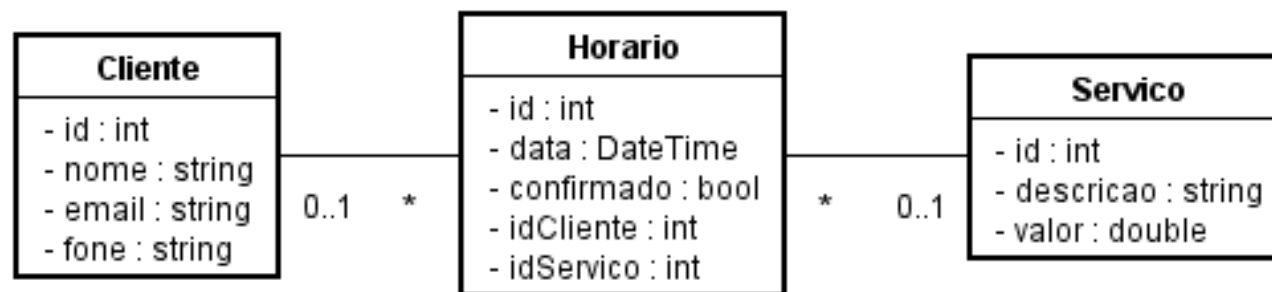 Cliente
- id : int
- nome : string
- email : string
- fone : string
0..1
*
Horario
- id : int
- data : DateTime
- confirmado : bool
- idCliente : int
- idServico : int
*
0..1
Servico
- id : int
- descricao : string
- valor : double